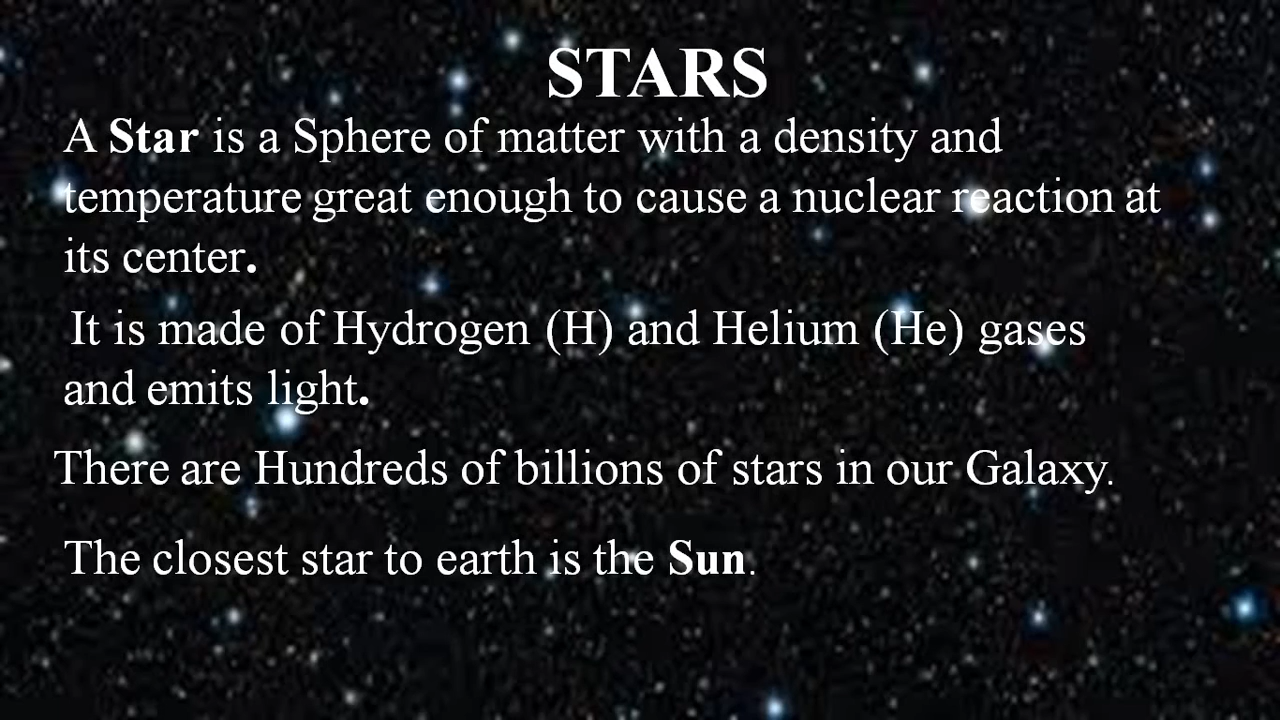 STARS
A Star is a Sphere of matter with a density and
temperature great enough to cause a nuclear reaction at
its center.
It is made of Hydrogen (H) and Helium (He) gases
and emits light.
There are Hundreds of billions of stars in our Galaxy.
The closest star to earth is the Sun.